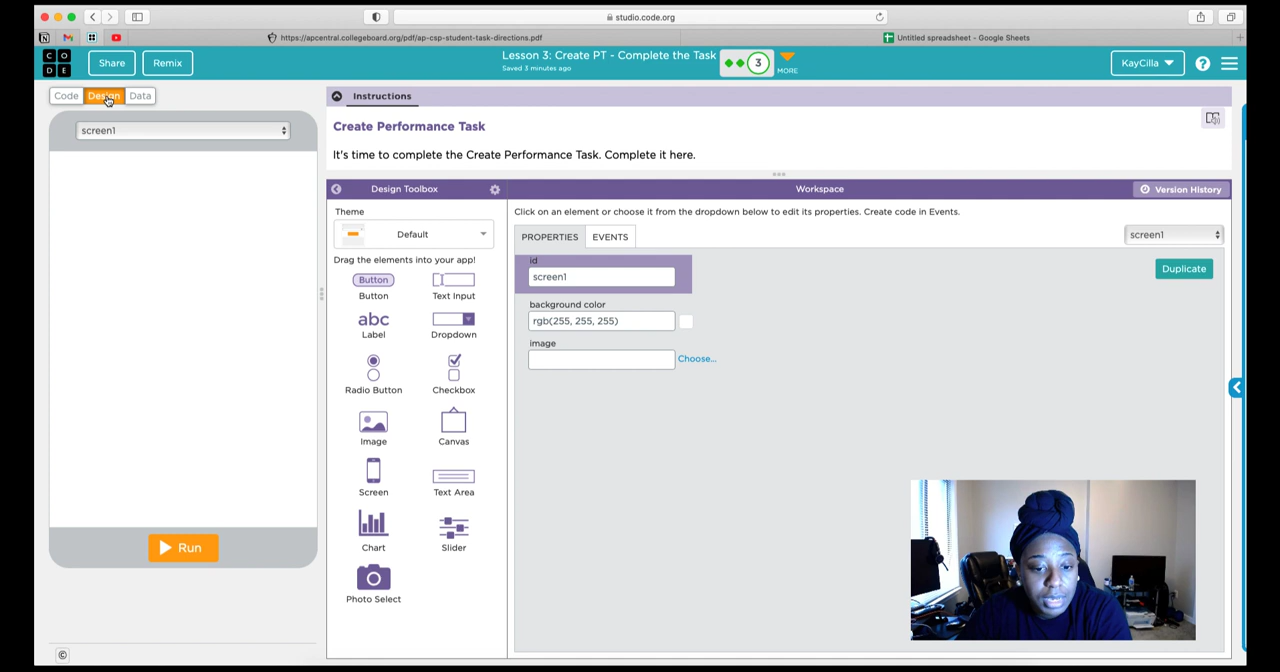 studio.code.org
https://apcentral.collegeboard.org/pdf/ap-csp-student-task-directions.pdf
Untitled spreadsheet - Google Sheets
C O
D E
Share
Remix
Lesson 3: Create PT - Complete the Task
Saved 3 minutes ago
3
MORE
KayCilla
Code
Design
Data
screen1
Run
Instructions
Create Performance Task
It's time to complete the Create Performance Task. Complete it here.
Design Toolbox
Workspace
Version History
Theme
Default
Drag the elements into your app!
Button
Button
Text Input
abc
Label
Dropdown
Radio Button
Checkbox
Image
Canvas
Screen
Text Area
Chart
Slider
Photo Select
Click on an element or choose it from the dropdown below to edit its properties. Create code in Events.
PROPERTIES
EVENTS
screen1
id
screen1
Duplicate
background color
rgb(255, 255, 255)
image
Choose...